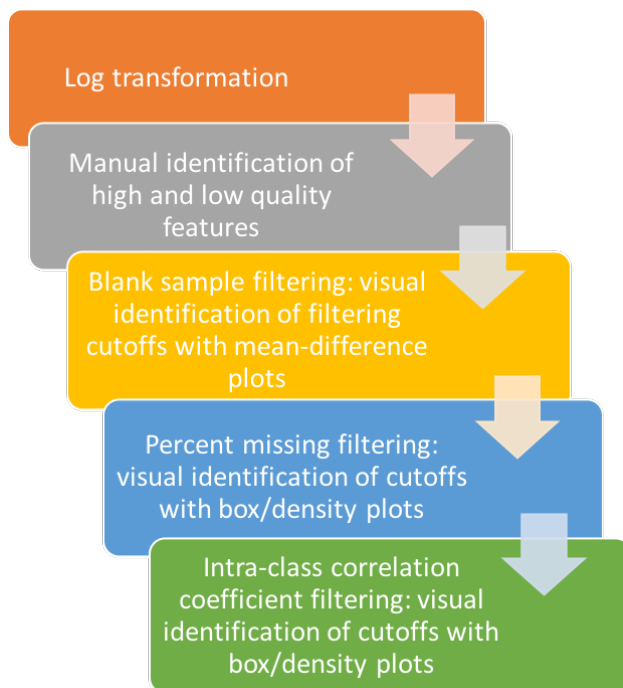 Log transformation
Manual identification of
high and low quality
features
Blank sample filtering: visual
identification of filtering
cutoffs with mean-difference
plots
Percent missing filtering:
visual identification of cutoffs
with box/density plots
Intra-class correlation
coefficient filtering: visual
identification of cutoffs with
box/density plots